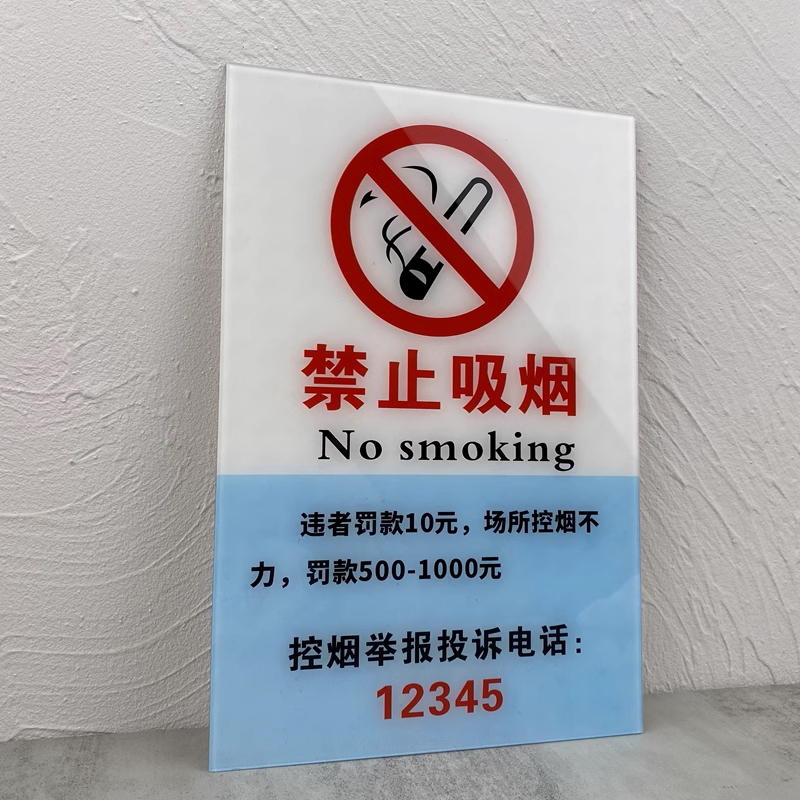 禁止吸烟
No smoking
违者罚款10元，场所控烟不
力，罚款500-1000元
控烟举报投诉电话：
12345